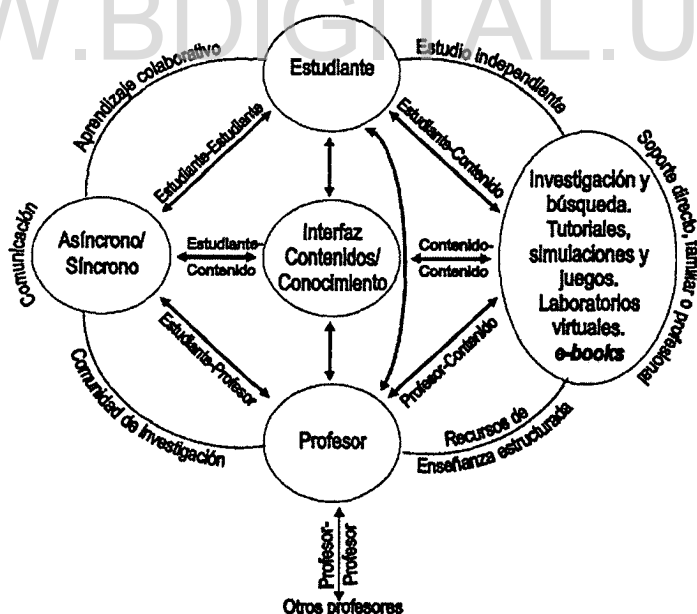 W.BDIGITAL.U
Estudiante
Aprendizaje colaborativo
Estudio independiente
Estudiante-Estudiante
Estudiante-Contenido
Soporte directo, familiar o profesional
Comunicación
Asíncrono/
Síncrono
Estudiante-
Contenido
Interfaz
Contenidos/
Conocimiento
Contenido-
Contenido
Investigación y
búsqueda.
Tutoriales,
simulaciones y
juegos.
Laboratorios
virtuales.
e-books
Estudiante-Profesor
Profesor-Contenido
Comunidad de investigación
Profesor
Recursos de
Enseñanza estructurada
Profesor-
Profesor
Otros profesores